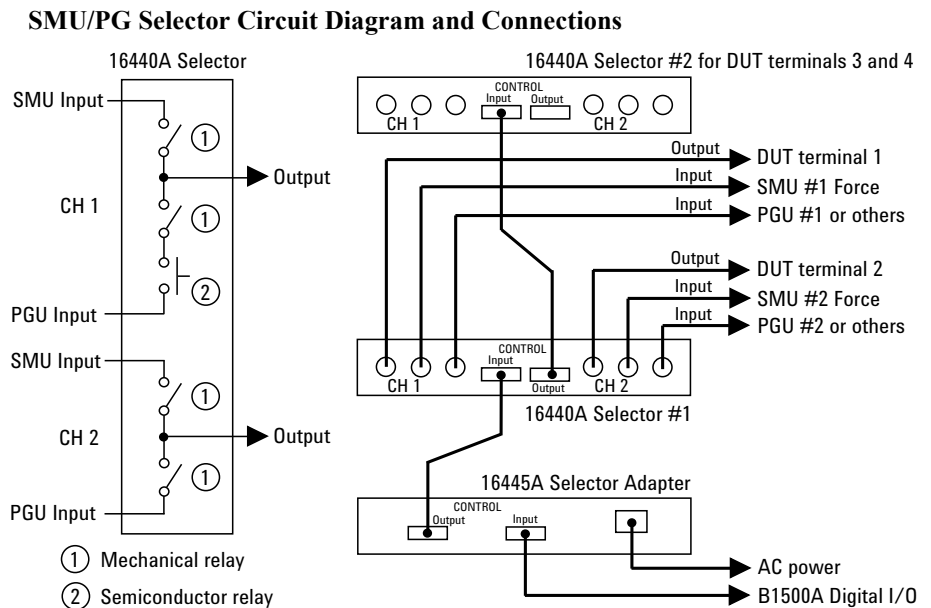 SMU/PG Selector Circuit Diagram and Connections
16440A Selector
SMU Input
1
Output
CH 1
1
2
PGU Input
SMU Input
1
CH 2
Output
1
PGU Input
1 Mechanical relay
2 Semiconductor relay
16440A Selector #2 for DUT terminals 3 and 4
CONTROL
Input Output
CH 1 CH 2
Output DUT terminal 1
Input SMU #1 Force
Input PGU #1 or others
Output DUT terminal 2
Input SMU #2 Force
Input PGU #2 or others
CONTROL
Input
CH 1 Output CH 2
16440A Selector #1
16445A Selector Adapter
CONTROL
Output Input
AC power
B1500A Digital I/O